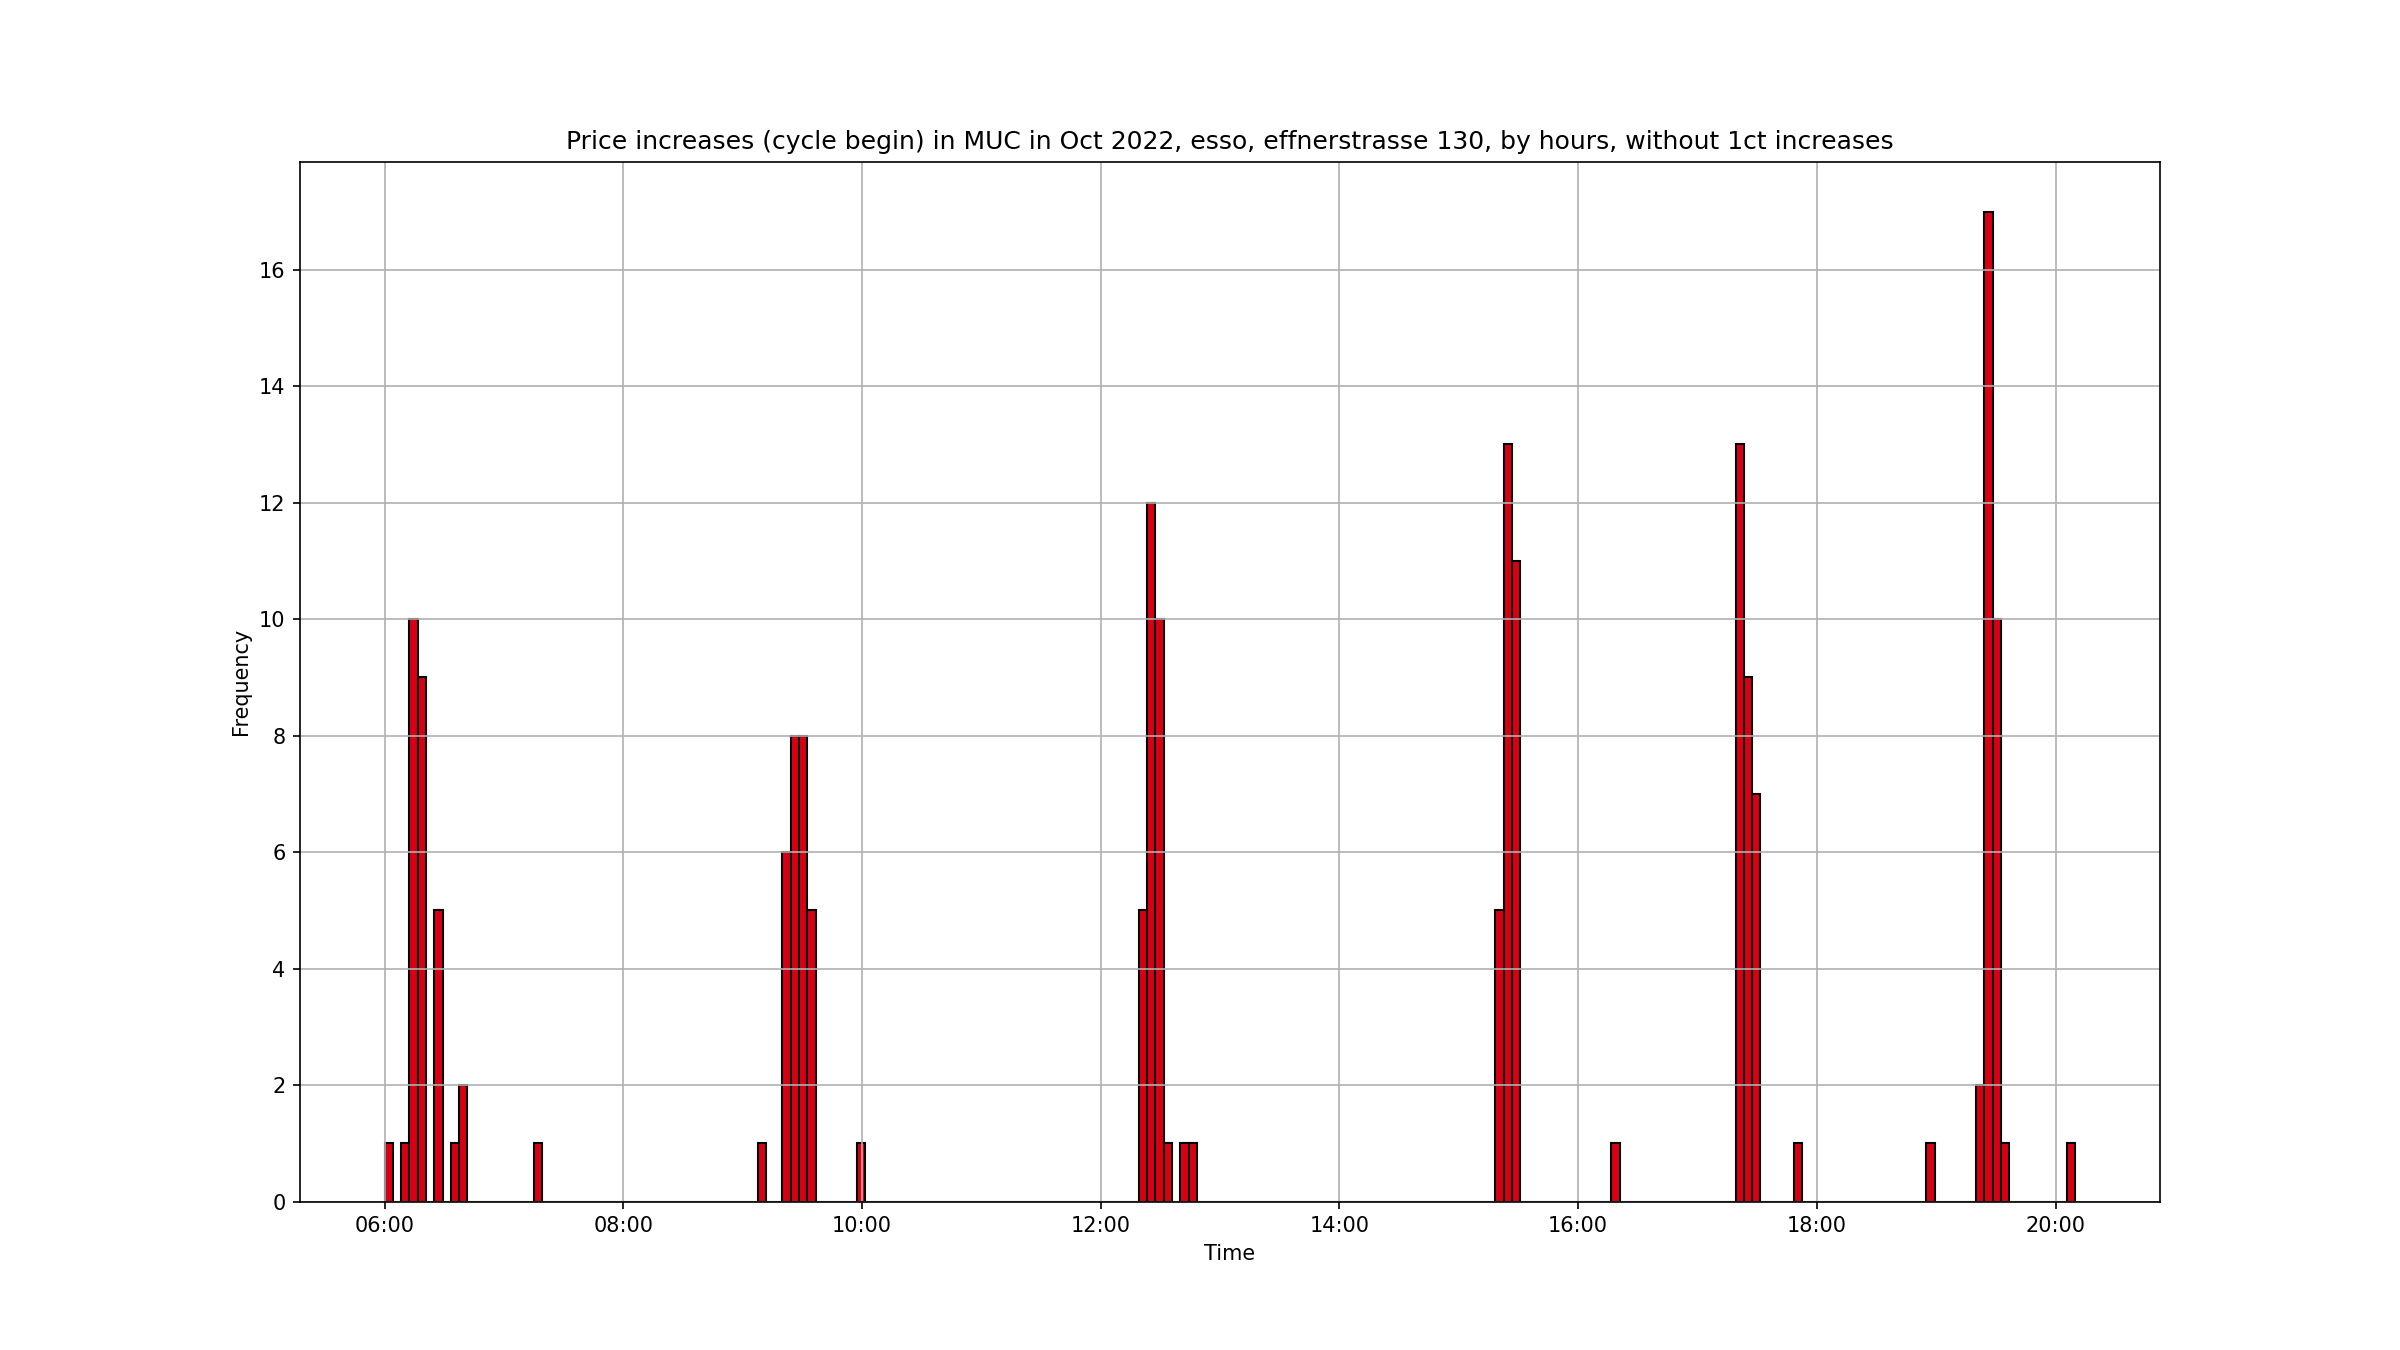 Price increases (cycle begin) in MUC in Oct 2022, esso, effnerstrasse 130, by hours, without 1ct increases
16
14
12
10
8
6
4
2
0
Frequency
06:00 08:00 10:00 12:00 14:00 16:00 18:00 20:00
Time